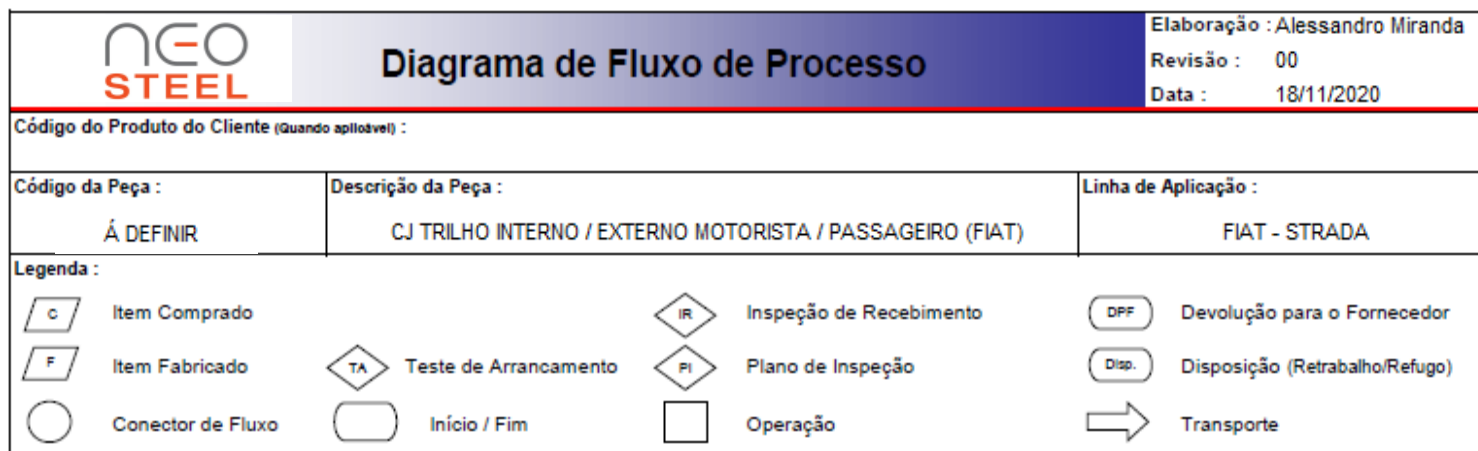 NEO
STEEL
Diagrama de Fluxo de Processo
Elaboração : Alessandro Miranda
Revisão : 00
Data : 18/11/2020
Código do Produto do Cliente (Quando aplicável) :
Código da Peça :
Á DEFINIR
Descrição da Peça :
CJ TRILHO INTERNO / EXTERNO MOTORISTA / PASSAGEIRO (FIAT)
Linha de Aplicação :
FIAT - STRADA
Legenda :
C Item Comprado
IR Inspeção de Recebimento
DPF Devolução para o Fornecedor
F Item Fabricado
TA Teste de Arrancamento
PI Plano de Inspeção
Disp. Disposição (Retrabalho/Refugo)
Conector de Fluxo
Início / Fim
Operação
Transporte